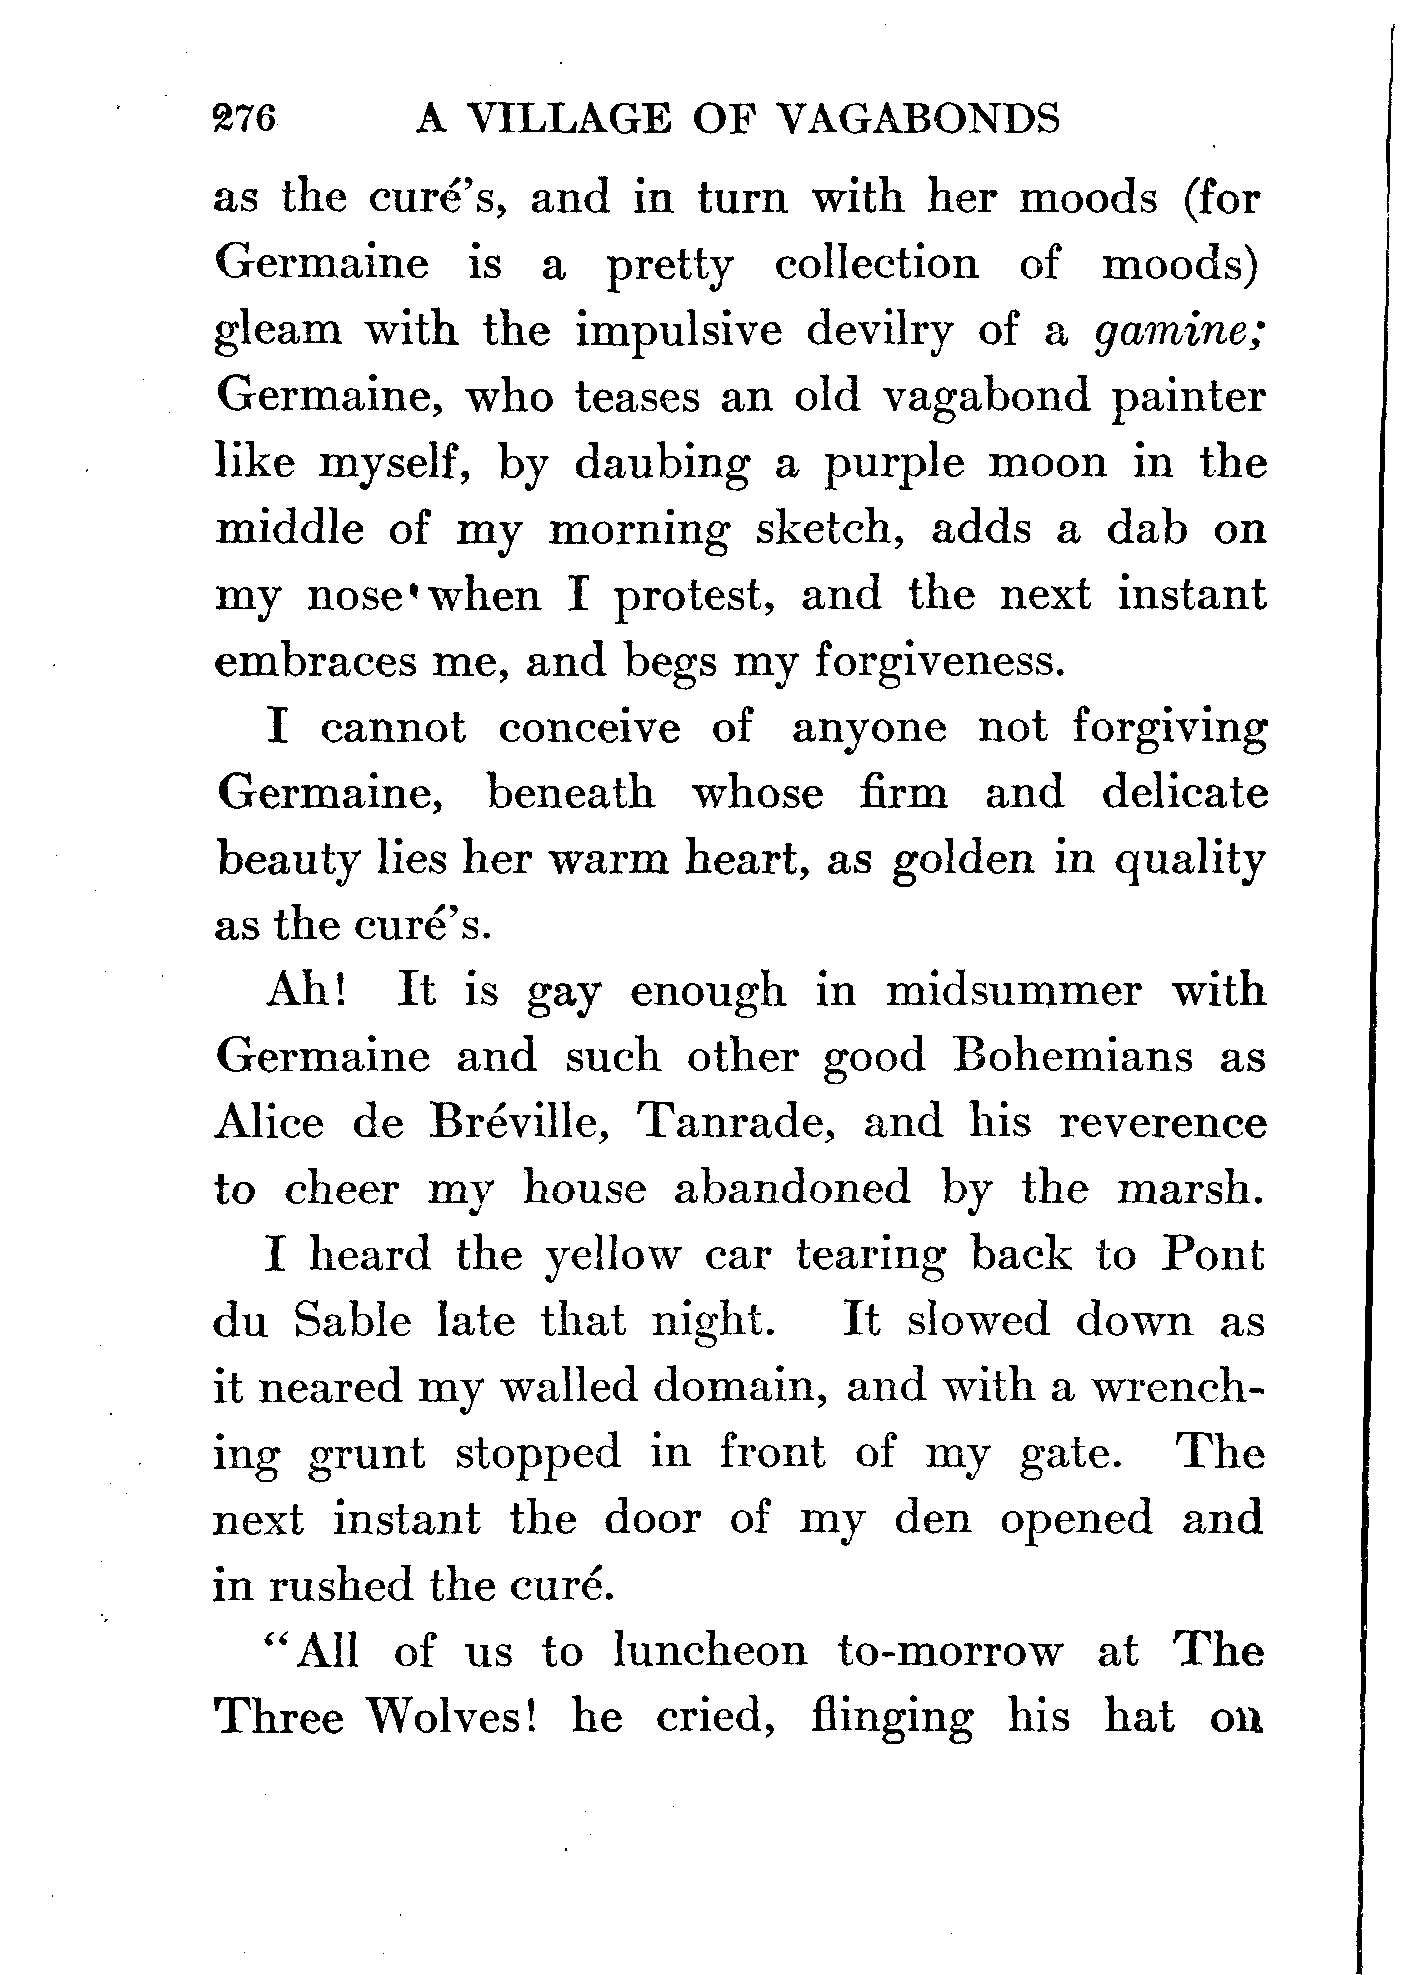 276 A VILLAGE OF VAGABONDS
as the curé's, and in turn with her moods (for
Germaine is a pretty collection of moods)
gleam with the impulsive devilry of a gamine;
Germaine, who teases an old vagabond painter
like myself, by daubing a purple moon in the
middle of my morning sketch, adds a dab on
my nose when I protest, and the next instant
embraces me, and begs my forgiveness.
I cannot conceive of anyone not forgiving
Germaine, beneath whose firm and delicate
beauty lies her warm heart, as golden in quality
as the curé's.
Ah! It is gay enough in midsummer with
Germaine and such other good Bohemians as
Alice de Bréville, Tanrade, and his reverence
to cheer my house abandoned by the marsh.
I heard the yellow car tearing back to Pont
du Sable late that night. It slowed down as
it neared my walled domain, and with a wrench-
ing grunt stopped in front of my gate. The
next instant the door of my den opened and
in rushed the curé.
"All of us to luncheon to-morrow at The
Three Wolves! he cried, flinging his hat on